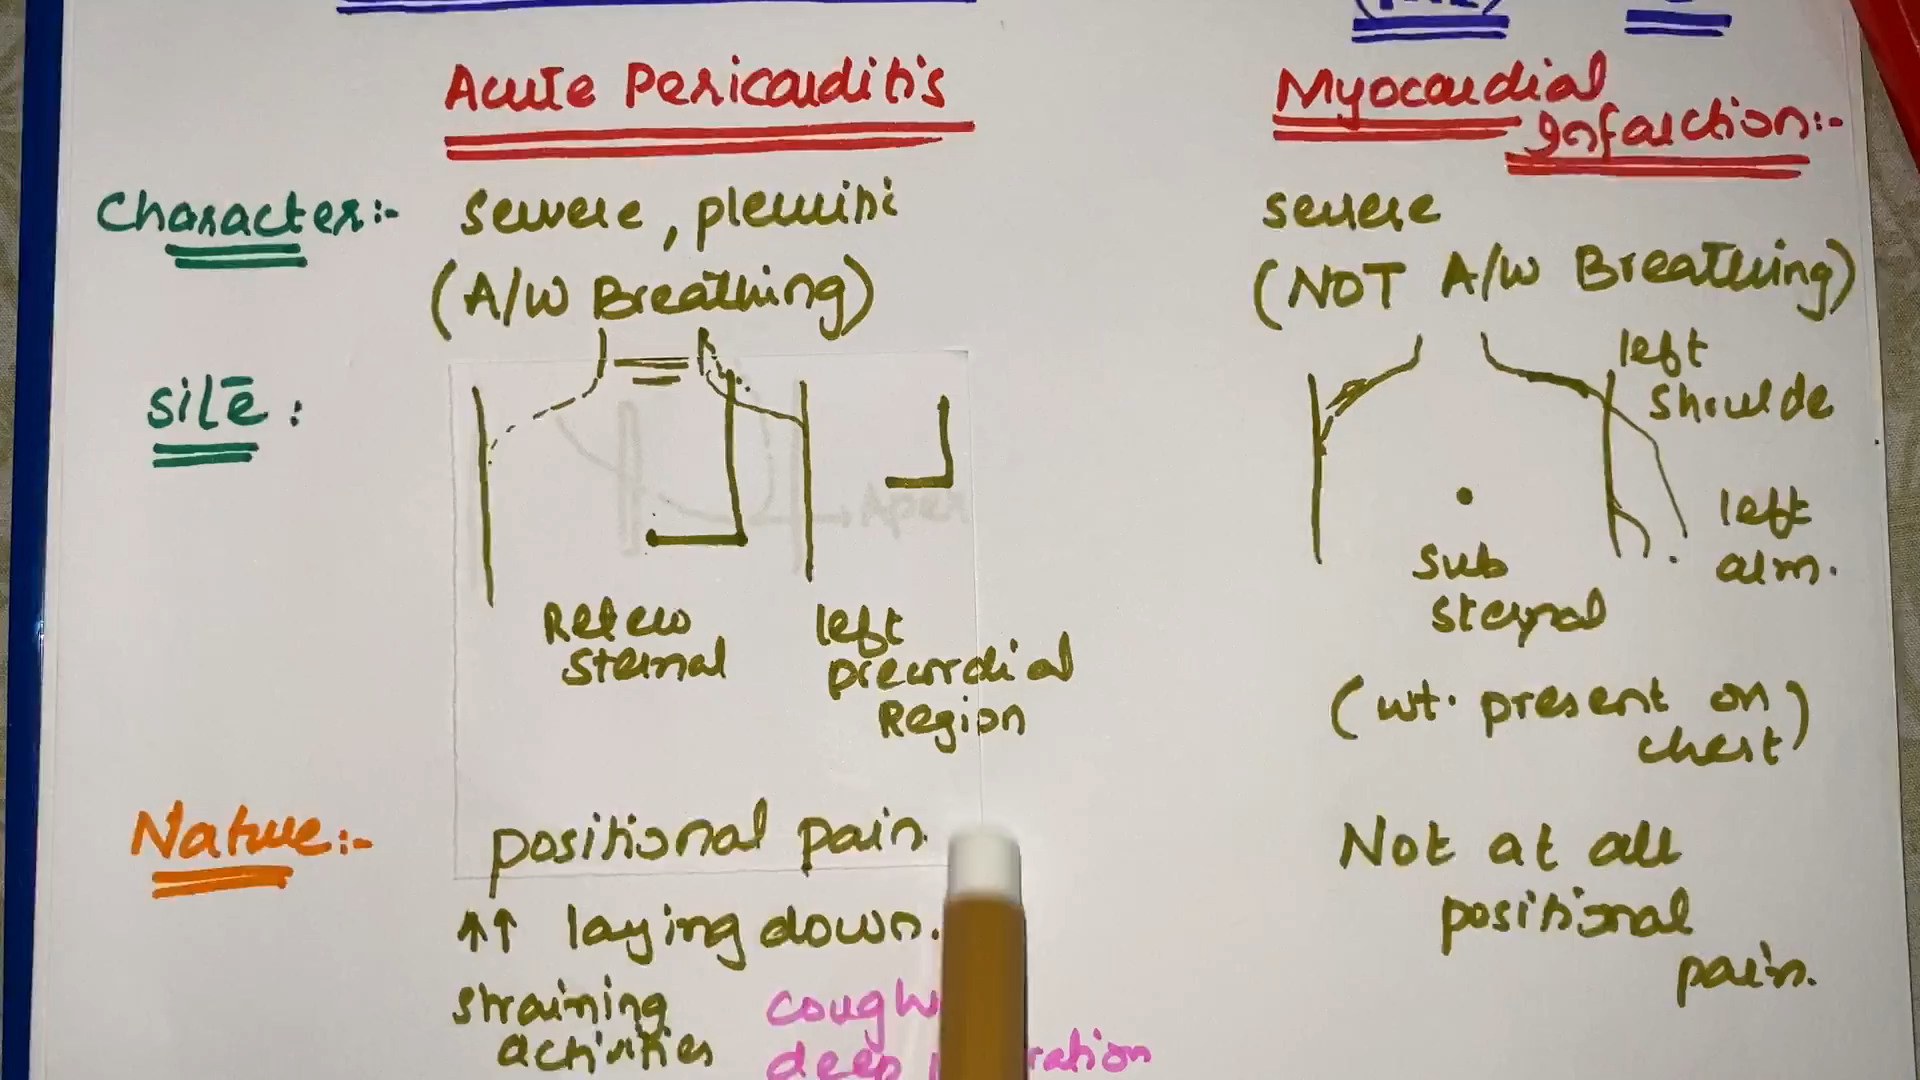 Acute Pericarditis
Myocardial
Infarction:-
Character:-
severe, pleuritic
(A/W Breathing)
severe
(NOT A/W Breathing)
Site:
left
Shoulde
left
arm.
Retro
sternal
left
precordial
Region
sub
sternal
(wt. present on
chest)
Nature:-
positional pain.
↑↑ laying down.
straining
activities
cough
deep
Not at all
positional
pain.